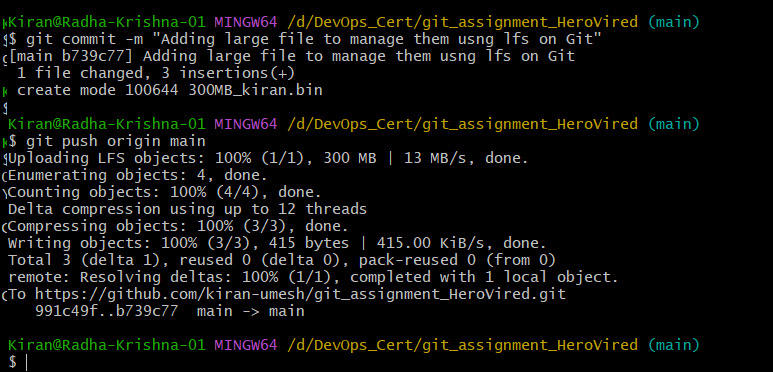 Kiran@Radha-Krishna-01 MINGW64 /d/DevOps_Cert/git_assignment_HeroVired (main)
$ git commit -m "Adding large file to manage them usng lfs on Git"
[main b739c77] Adding large file to manage them usng lfs on Git
 1 file changed, 3 insertions(+)
 create mode 100644 300MB_kiran.bin

Kiran@Radha-Krishna-01 MINGW64 /d/DevOps_Cert/git_assignment_HeroVired (main)
$ git push origin main
Uploading LFS objects: 100% (1/1), 300 MB | 13 MB/s, done.
Enumerating objects: 4, done.
Counting objects: 100% (4/4), done.
Delta compression using up to 12 threads
Compressing objects: 100% (3/3), done.
Writing objects: 100% (3/3), 415 bytes | 415.00 KiB/s, done.
Total 3 (delta 1), reused 0 (delta 0), pack-reused 0 (from 0)
remote: Resolving deltas: 100% (1/1), completed with 1 local object.
To https://github.com/kiran-umesh/git_assignment_HeroVired.git
   991c49f..b739c77  main -> main

Kiran@Radha-Krishna-01 MINGW64 /d/DevOps_Cert/git_assignment_HeroVired (main)
$